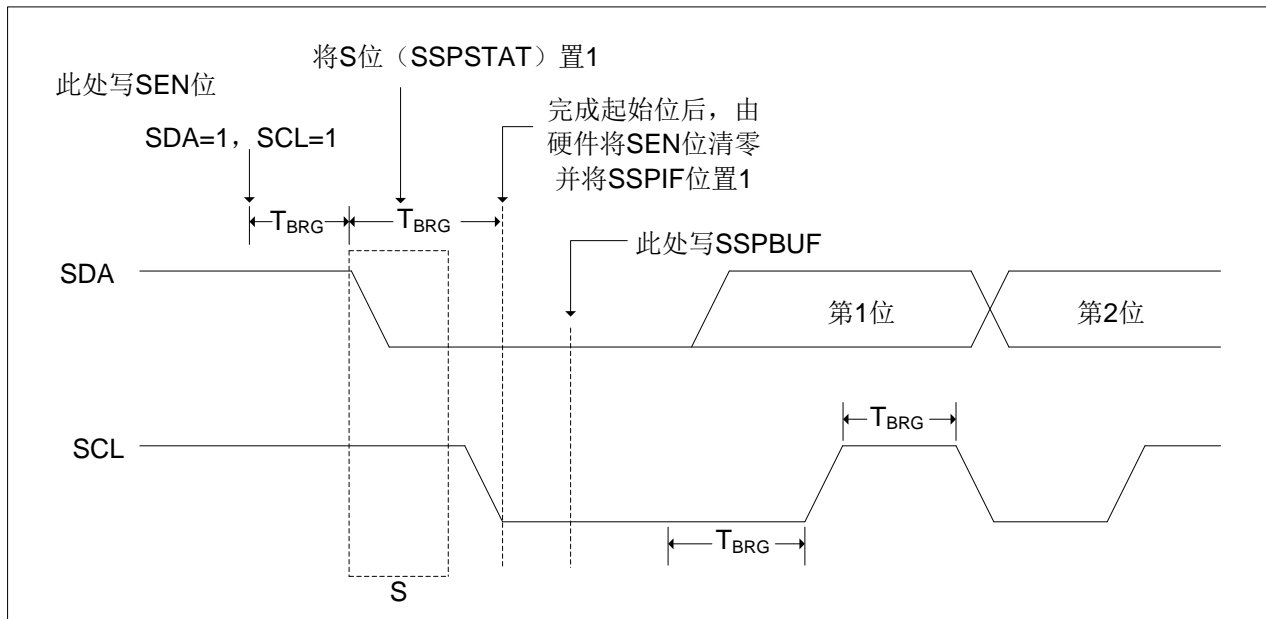 将S位（SSPSTAT）置1
此处写SEN位
SDA=1，SCL=1
完成起始位后，由
硬件将SEN位清零
并将SSPIF位置1
TBRG
TBRG
此处写SSPBUF
SDA
第1位
第2位
TBRG
SCL
TBRG
S